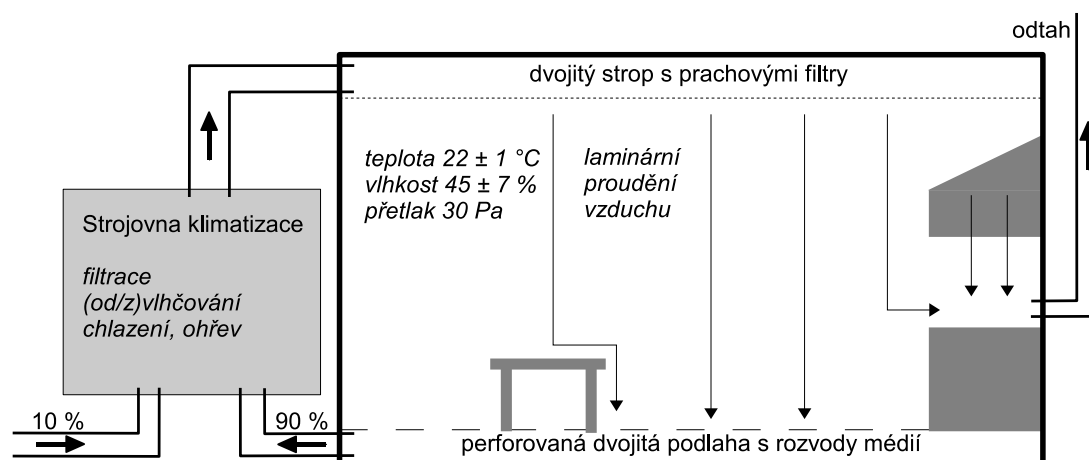 odtah
dvojitý strop s prachovými filtry
teplota 22 ± 1 °C
vlhkost 45 ± 7 %
přetlak 30 Pa
laminární
proudění
vzduchu
Strojovna klimatizace
filtrace
(od/z)vlhčování
chlazení, ohřev
10 %
90 %
perforovaná dvojitá podlaha s rozvody médií